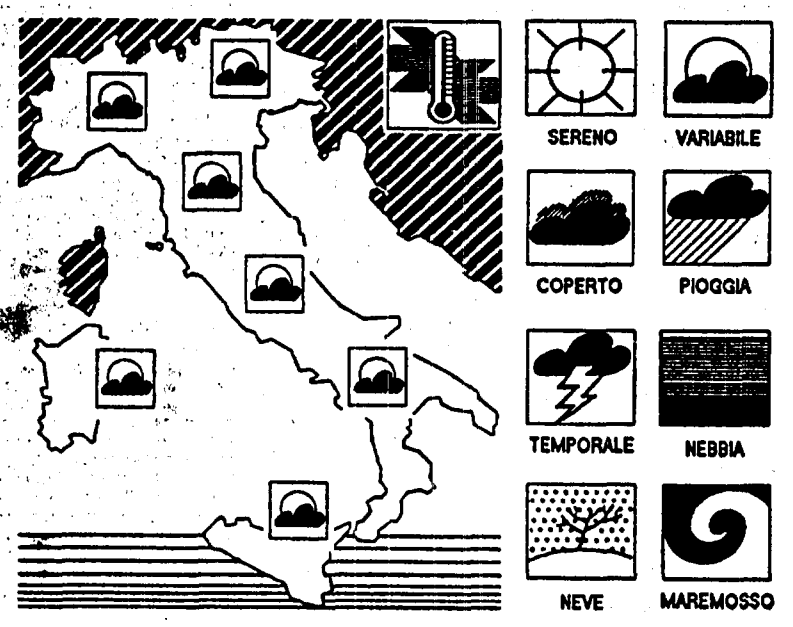 SERENO
VARIABILE
COPERTO
PIOGGIA
TEMPORALE
NEBBIA
NEVE
MAREMOSSO